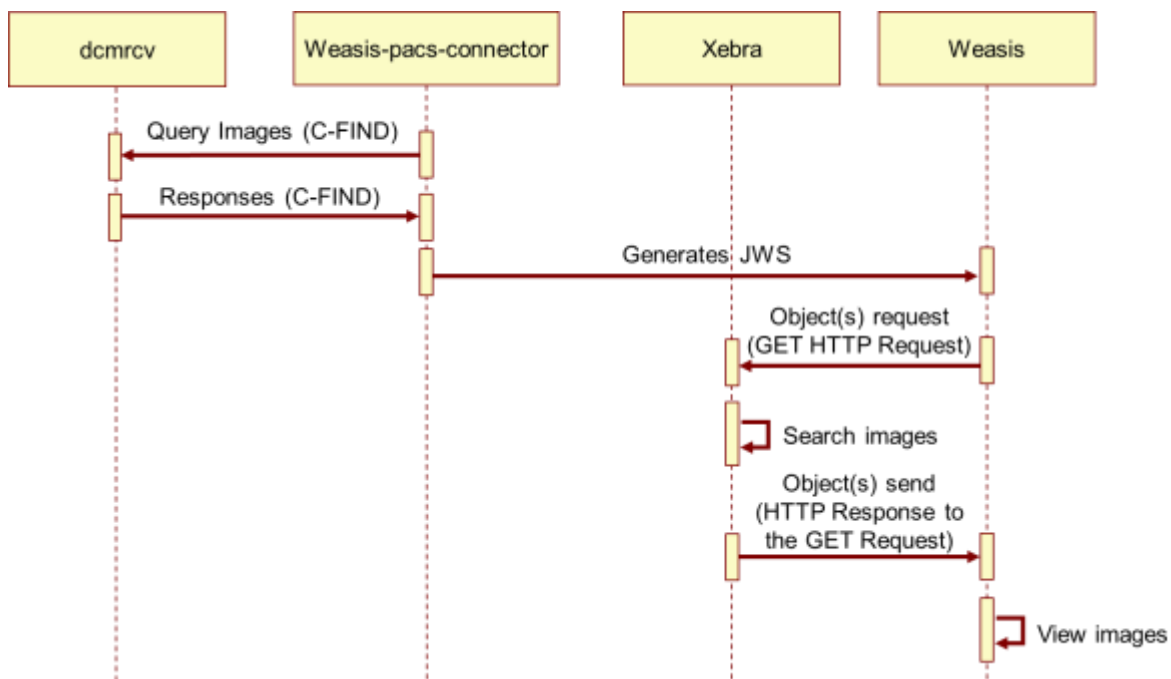 dcmrcv
Weasis-pacs-connector
Xebra
Weasis
Query Images (C-FIND)
Responses (C-FIND)
Generates JWS
Object(s) request
(GET HTTP Request)
Search images
Object(s) send
(HTTP Response to
the GET Request)
View images